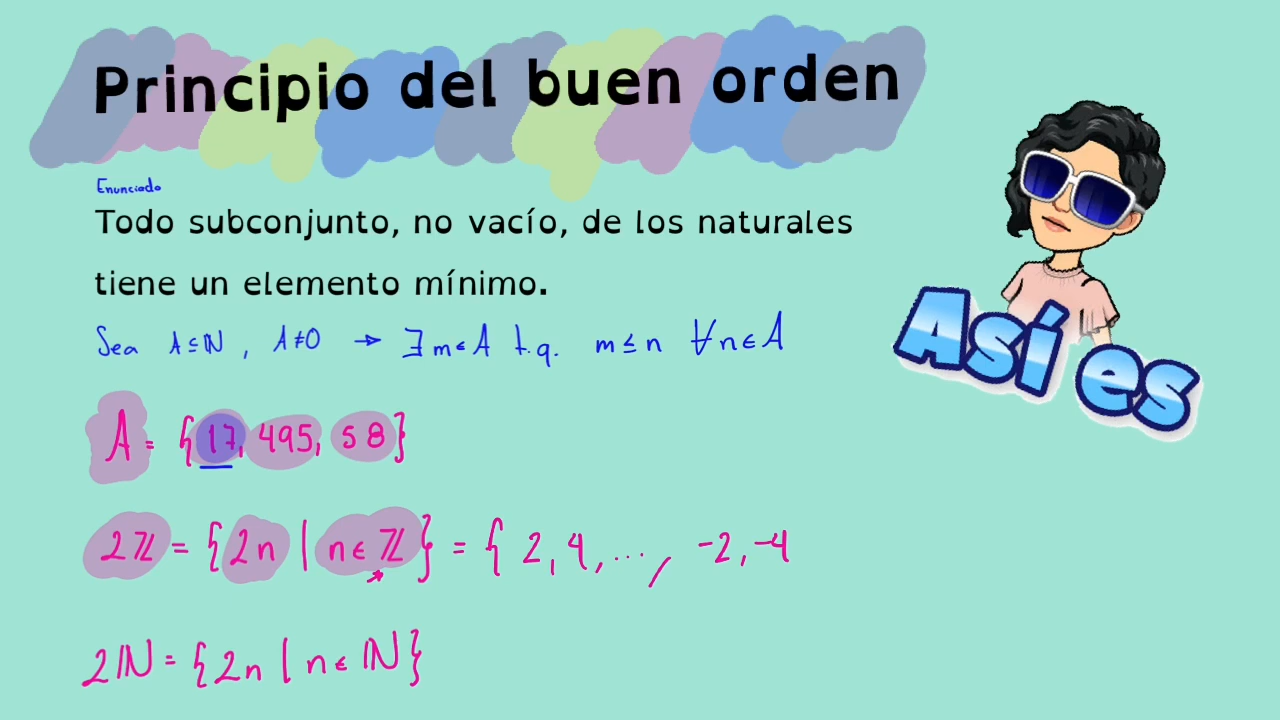 Principio del buen orden
Enunciado
Todo subconjunto, no vacío, de los naturales
tiene un elemento mínimo.
Sea A⊆ℕ, A≠0 → ∃m∈A t.q. m≤n ∀n∈A
Así es
A = {17, 495, 58}
2ℤ = {2n | n∈ℤ} = { 2, 4, ..., -2, -4
2ℕ = {2n | n∈ℕ}